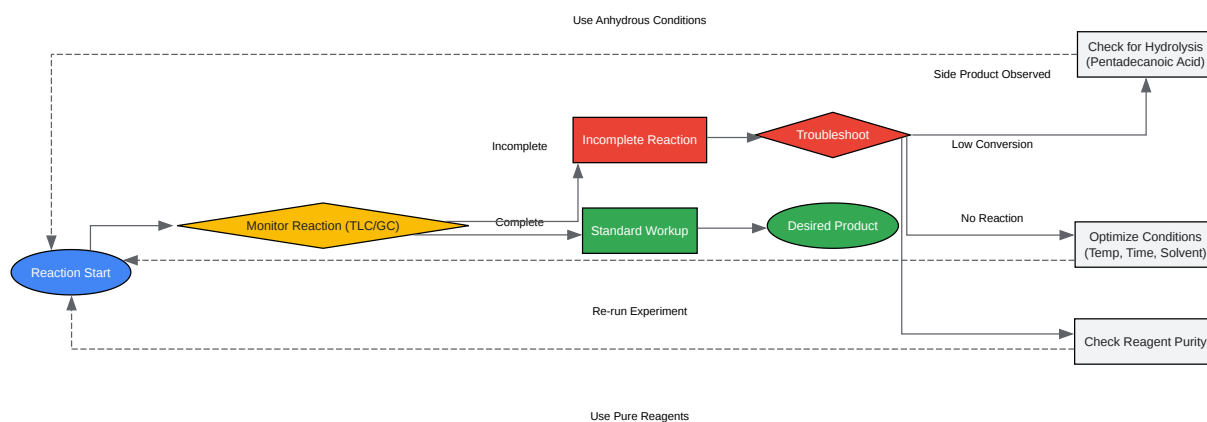 Use Anhydrous Conditions
Check for Hydrolysis
(Pentadecanoic Acid)
Side Product Observed
Incomplete Reaction
Troubleshoot
Incomplete
Low Conversion
Monitor Reaction (TLC/GC)
Complete
Standard Workup
Desired Product
No Reaction
Optimize Conditions
(Temp, Time, Solvent)
Reaction Start
Re-run Experiment
Check Reagent Purity
Use Pure Reagents